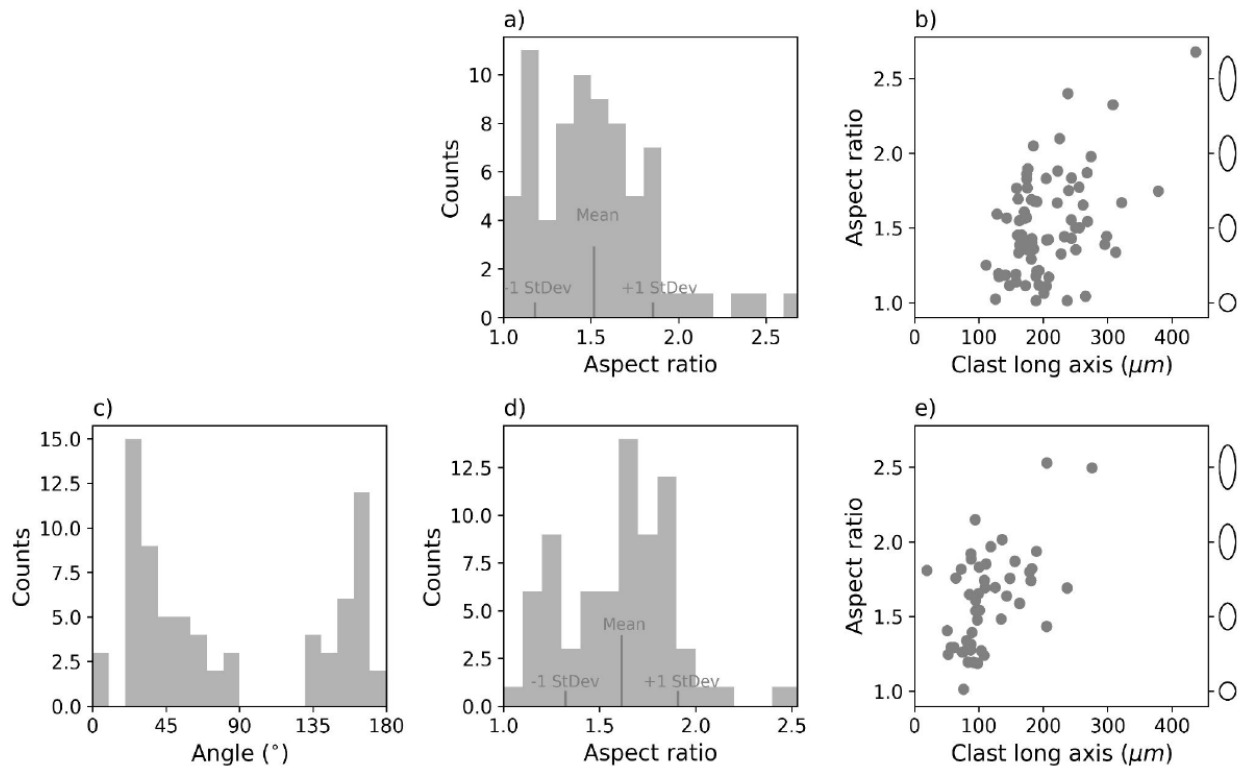 a)
10
8
6
4
2
0
Counts
Mean
-1 StDev
+1 StDev
1.0
1.5
2.0
2.5
Aspect ratio
b)
2.5
2.0
1.5
1.0
Aspect ratio
0
100
200
300
400
Clast long axis (μm)
c)
15.0
12.5
10.0
7.5
5.0
2.5
0.0
Counts
0
45
90
135
180
Angle (°)
d)
12.5
10.0
7.5
5.0
2.5
0.0
Counts
Mean
-1 StDev
+1 StDev
1.0
1.5
2.0
2.5
Aspect ratio
e)
2.5
2.0
1.5
1.0
Aspect ratio
0
100
200
300
400
Clast long axis (μm)